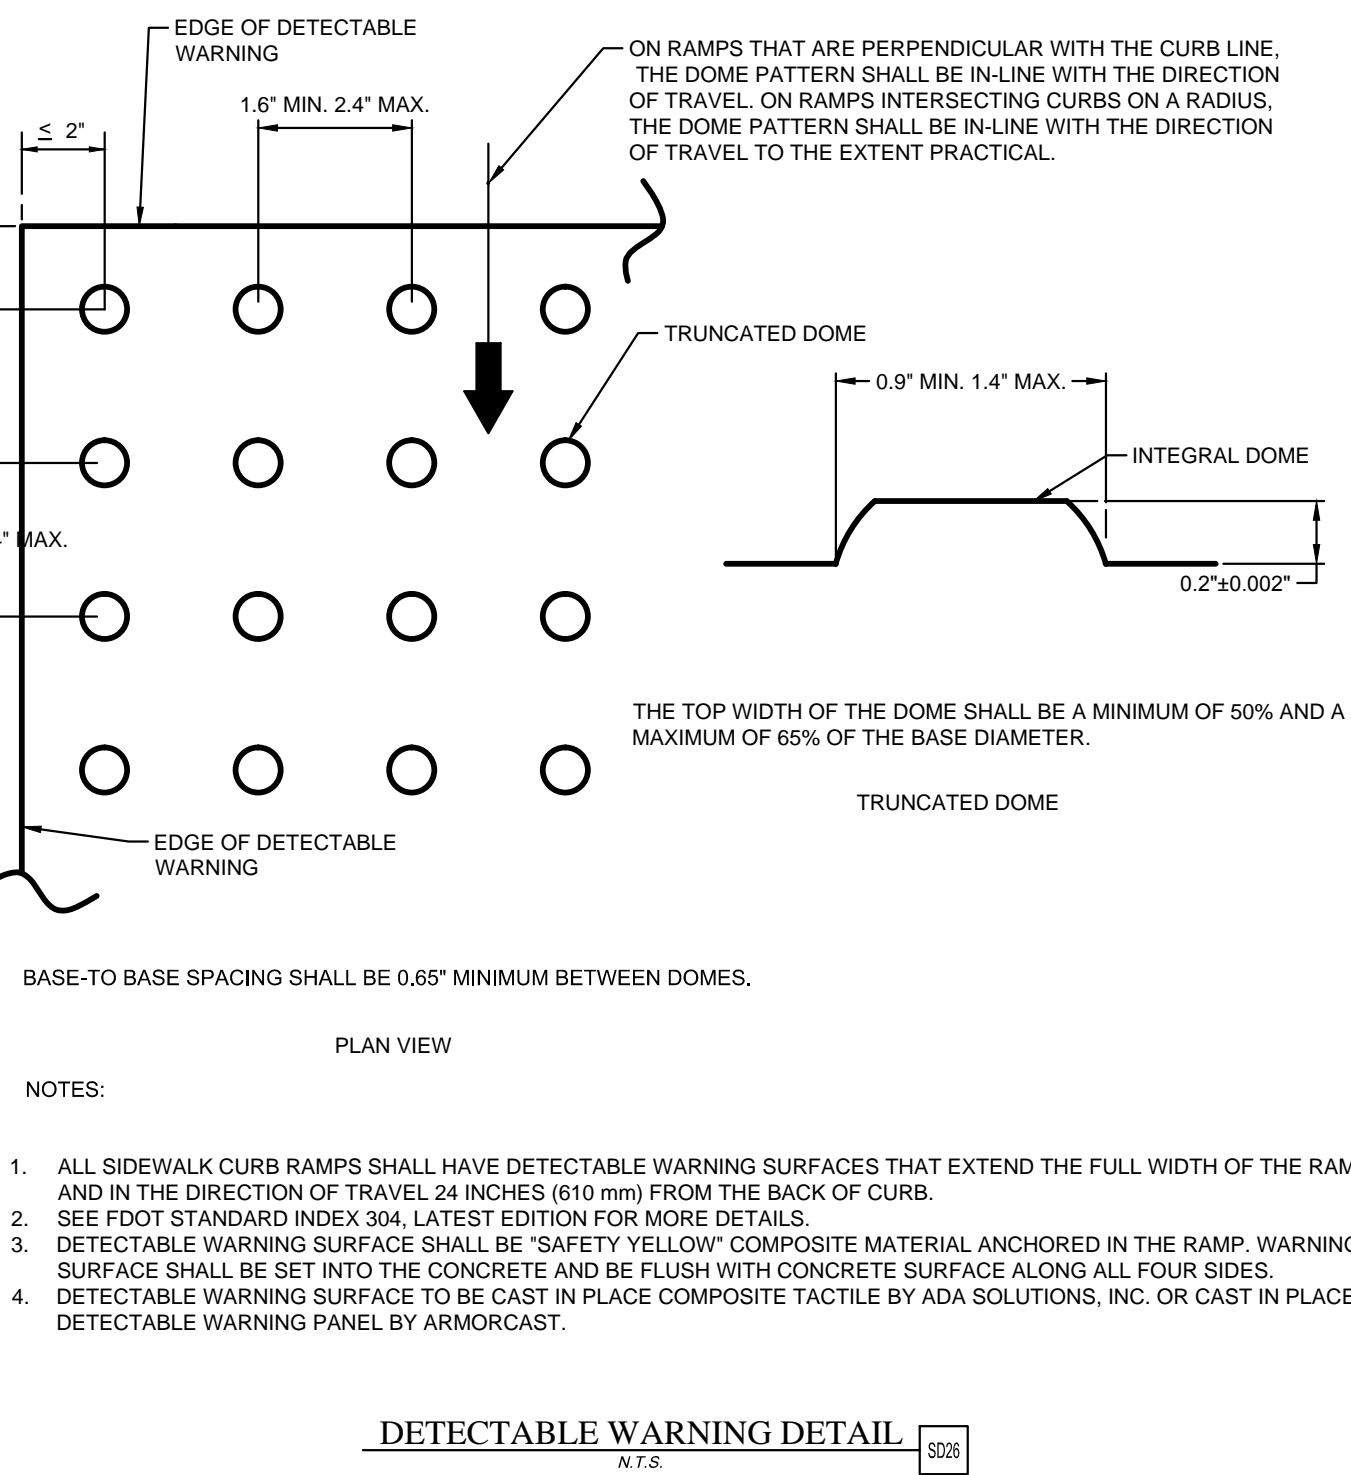 EDGE OF DETECTABLE
WARNING
ON RAMPS THAT ARE PERPENDICULAR WITH THE CURB LINE,
THE DOME PATTERN SHALL BE IN-LINE WITH THE DIRECTION
OF TRAVEL. ON RAMPS INTERSECTING CURBS ON A RADIUS,
THE DOME PATTERN SHALL BE IN-LINE WITH THE DIRECTION
OF TRAVEL TO THE EXTENT PRACTICAL.
1.6" MIN. 2.4" MAX.
≤ 2"
TRUNCATED DOME
0.9" MIN. 1.4" MAX.
INTEGRAL DOME
" MAX.
0.2"±0.002"
THE TOP WIDTH OF THE DOME SHALL BE A MINIMUM OF 50% AND A
MAXIMUM OF 65% OF THE BASE DIAMETER.
TRUNCATED DOME
EDGE OF DETECTABLE
WARNING
BASE-TO BASE SPACING SHALL BE 0.65" MINIMUM BETWEEN DOMES.
PLAN VIEW
NOTES:
1. ALL SIDEWALK CURB RAMPS SHALL HAVE DETECTABLE WARNING SURFACES THAT EXTEND THE FULL WIDTH OF THE RAM
AND IN THE DIRECTION OF TRAVEL 24 INCHES (610 mm) FROM THE BACK OF CURB.
2. SEE FDOT STANDARD INDEX 304, LATEST EDITION FOR MORE DETAILS.
3. DETECTABLE WARNING SURFACE SHALL BE "SAFETY YELLOW" COMPOSITE MATERIAL ANCHORED IN THE RAMP. WARNING
SURFACE SHALL BE SET INTO THE CONCRETE AND BE FLUSH WITH CONCRETE SURFACE ALONG ALL FOUR SIDES.
4. DETECTABLE WARNING SURFACE TO BE CAST IN PLACE COMPOSITE TACTILE BY ADA SOLUTIONS, INC. OR CAST IN PLACE
DETECTABLE WARNING PANEL BY ARMORCAST.
DETECTABLE WARNING DETAIL
SD26
N.T.S.